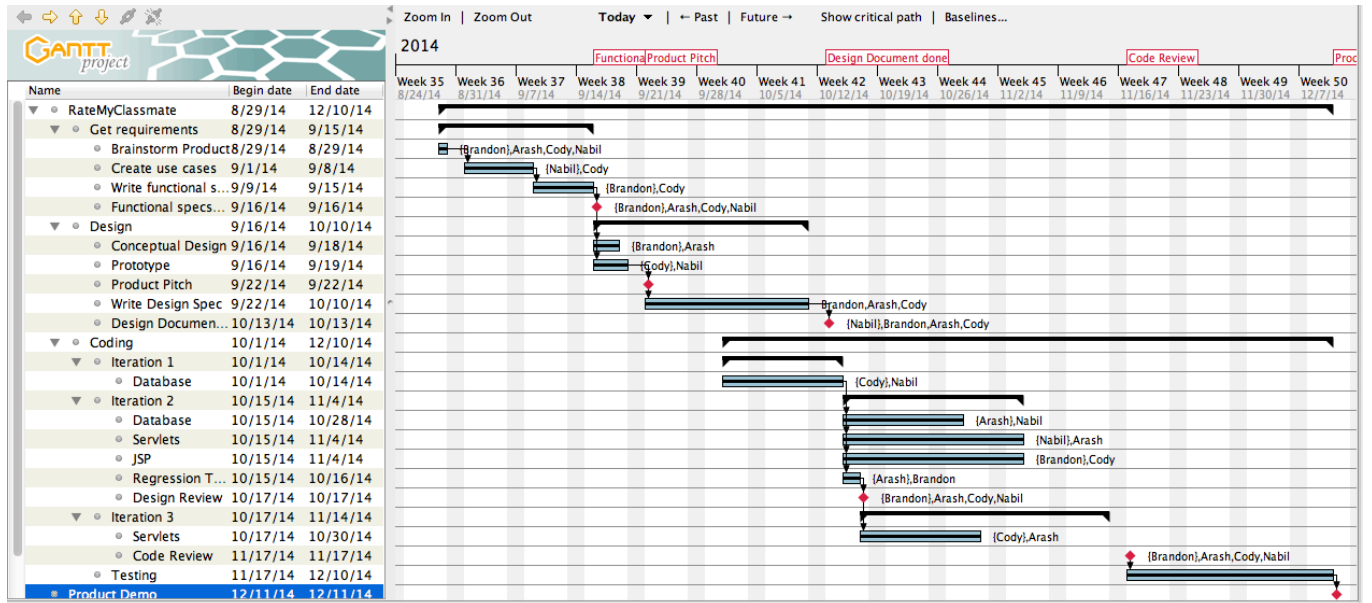 Zoom In | Zoom Out Today ▼ | ← Past | Future → Show critical path | Baselines...
GANTT
project
2014
Functiona Product Pitch Design Document done Code Review Proc
Name Begin date End date
Week 35 Week 36 Week 37 Week 38 Week 39 Week 40 Week 41 Week 42 Week 43 Week 44 Week 45 Week 46 Week 47 Week 48 Week 49 Week 50
8/24/14 8/31/14 9/7/14 9/14/14 9/21/14 9/28/14 10/5/14 10/12/14 10/19/14 10/26/14 11/2/14 11/9/14 11/16/14 11/23/14 11/30/14 12/7/14
RateMyClassmate 8/29/14 12/10/14
Get requirements 8/29/14 9/15/14
Brainstorm Product 8/29/14 8/29/14 {Brandon},Arash,Cody,Nabil
Create use cases 9/1/14 9/8/14 {Nabil},Cody
Write functional s... 9/9/14 9/15/14 {Brandon},Cody
Functional specs... 9/16/14 9/16/14 {Brandon},Arash,Cody,Nabil
Design 9/16/14 10/10/14
Conceptual Design 9/16/14 9/18/14 {Brandon},Arash
Prototype 9/16/14 9/19/14 {Cody},Nabil
Product Pitch 9/22/14 9/22/14
Write Design Spec 9/22/14 10/10/14 Brandon,Arash,Cody
Design Documen... 10/13/14 10/13/14 {Nabil},Brandon,Arash,Cody
Coding 10/1/14 12/10/14
Iteration 1 10/1/14 10/14/14
Database 10/1/14 10/14/14 {Cody},Nabil
Iteration 2 10/15/14 11/4/14
Database 10/15/14 10/28/14 {Arash},Nabil
Servlets 10/15/14 11/4/14 {Nabil},Arash
JSP 10/15/14 11/4/14 {Brandon},Cody
Regression T... 10/15/14 10/16/14 {Arash},Brandon
Design Review 10/17/14 10/17/14 {Brandon},Arash,Cody,Nabil
Iteration 3 10/17/14 11/14/14
Servlets 10/17/14 10/30/14 {Cody},Arash
Code Review 11/17/14 11/17/14 {Brandon},Arash,Cody,Nabil
Testing 11/17/14 12/10/14
Product Demo 12/11/14 12/11/14